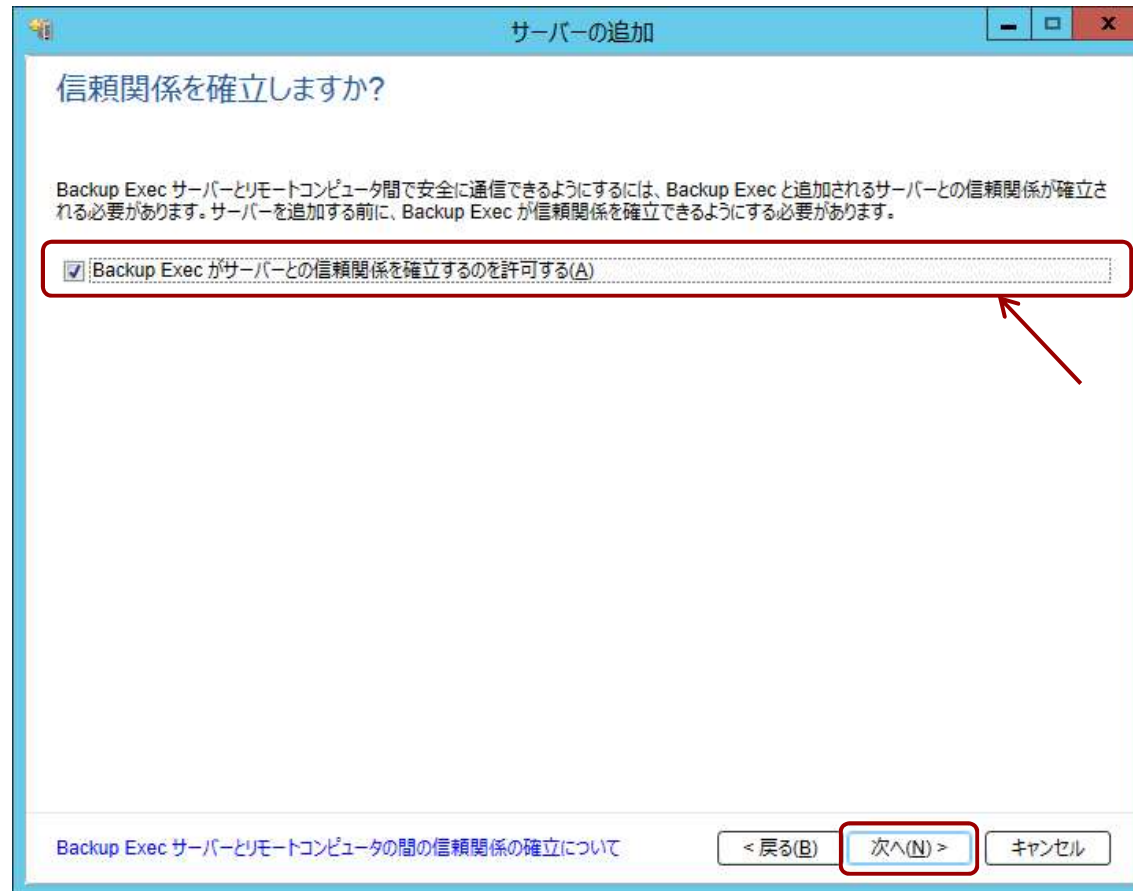 サーバーの追加
信頼関係を確立しますか?
Backup Exec サーバーとリモートコンピュータ間で安全に通信できるようにするには、Backup Exec と追加されるサーバーとの信頼関係が確立さ
れる必要があります。サーバーを追加する前に、Backup Exec が信頼関係を確立できるようにする必要があります。
Backup Exec がサーバーとの信頼関係を確立するのを許可する(A)
Backup Exec サーバーとリモートコンピュータの間の信頼関係の確立について
< 戻る(B)
次へ(N) >
キャンセル